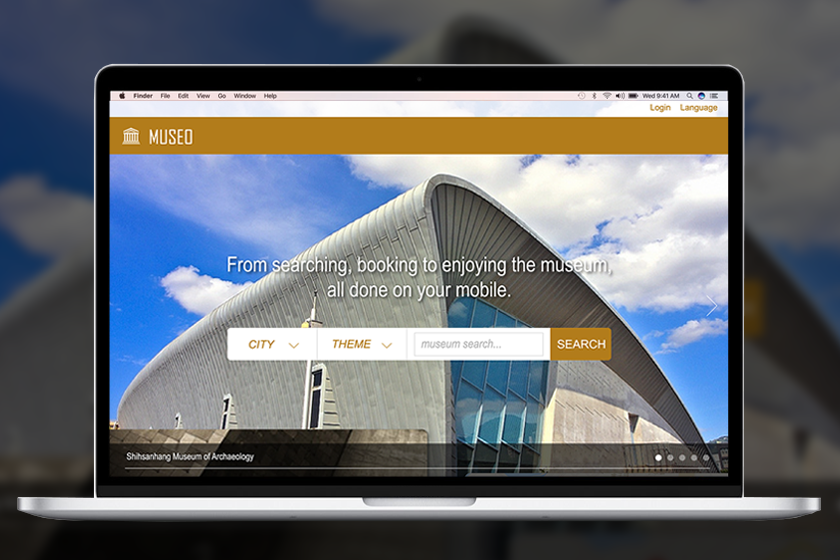 Finder File Edit View Go Window Help Wed 9:41 AM
Login Language
MUSEO
From searching, booking to enjoying the museum,
all done on your mobile.
CITY THEME museum search... SEARCH
Shihsanhang Museum of Archaeology